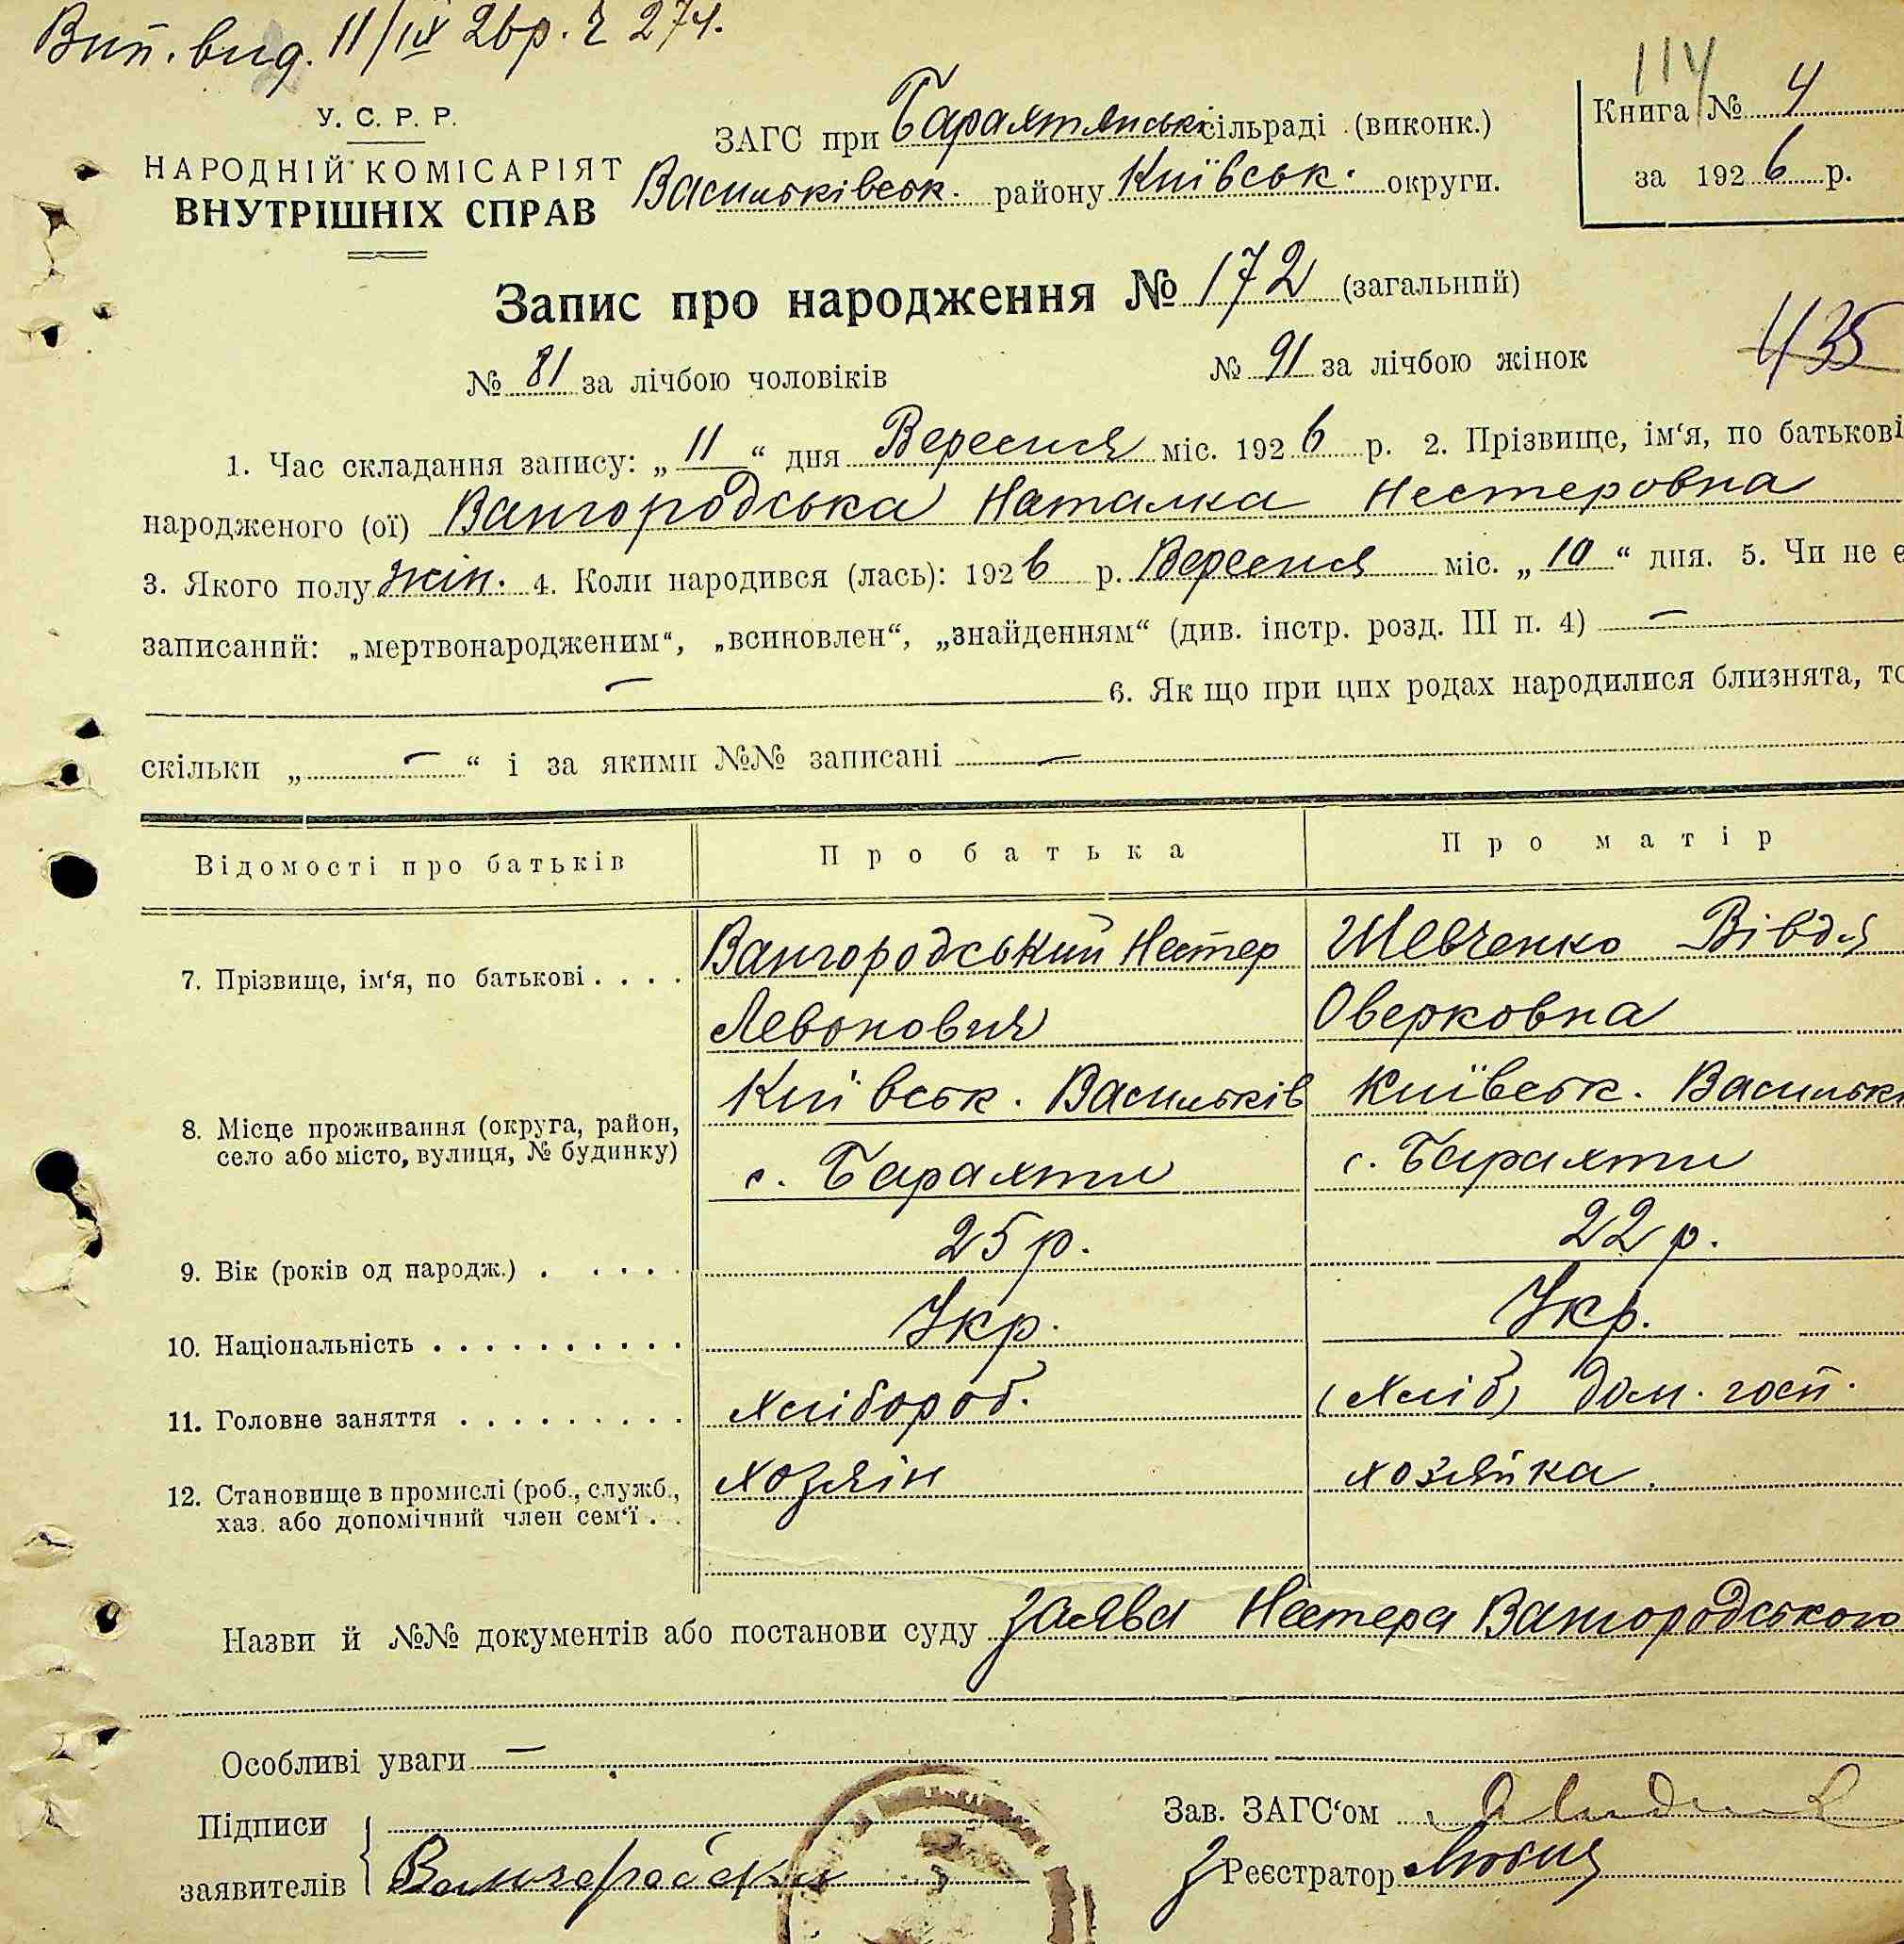 Вип. вид. 11/IX 26р. Ч 274.
114
У. С. Р. Р.
НАРОДНІЙ КОМІСАРІЯТ
ВНУТРІШНІХ СПРАВ
ЗАГС при Барахтянській сільраді (виконк.)
Васильківськ. району Київськ. округи.
Книга № 4
за 1926 р.
Запис про народження № 172 (загальний)
435
№ 81 за лічбою чоловіків № 91 за лічбою жінок
1. Час складання запису: „11“ дня Вересня міс. 1926 р. 2. Прізвище, ім‘я, по батькові
народженого (ої) Вангородська Наталка Нестеровна
3. Якого полу жін. 4. Коли народився (лась): 1926 р. Вересня міс. „10“ дня. 5. Чи не є
записаний: „мертвонародженим“, „всиновлен“, „знайденням“ (див. інстр. розд. III п. 4) —
— 6. Як що при цих родах народилися близнята, то
скільки „ — “ і за якими №№ записані —
Відомості про батьків Про батька Про матір
7. Прізвище, ім‘я, по батькові . . . . Вангородський Нестер Шевченко Вівдя
Левонович Оверковна
8. Місце проживання (округа, район, село або місто, вулиця, № будинку) Київськ. Васильків Київськ. Васильків
с. Барахти с. Барахти
9. Вік (років од народж.) . . . . . 25 р. 22 р.
10. Національність . . . . . . . . . . Укр. Укр.
11. Головне заняття . . . . . . . . . хлібороб. (хліб) дом. госп.
12. Становище в промислі (роб., служб., хаз. або допомічний член сем‘ї . . хозяін хозяйка.
Назви й №№ документів або постанови суду заява Нестера Вангородського
Особливі уваги —
Підписи
заявителів Вангородски
Зав. ЗАГС‘ом
Реєстратор